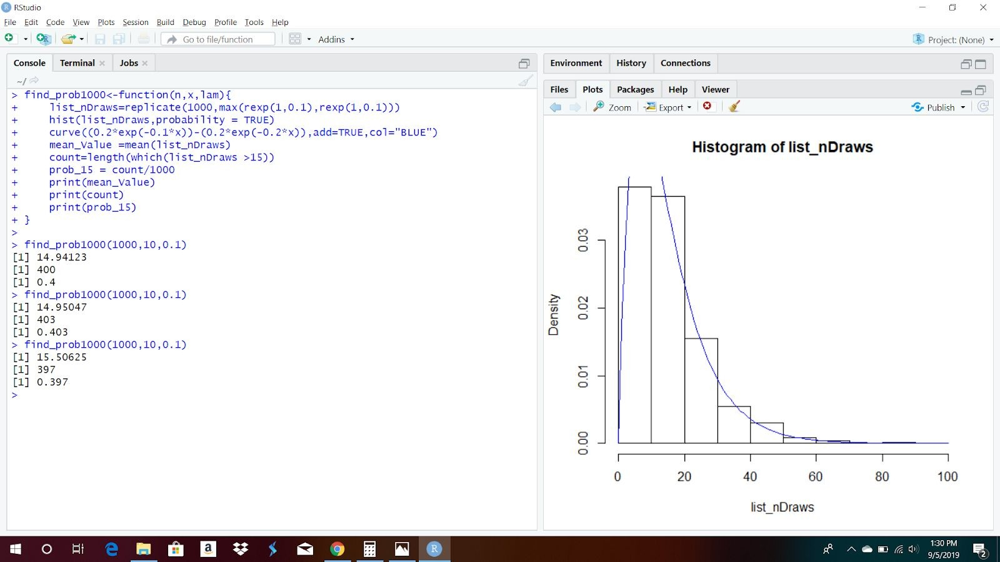 RStudio
File Edit Code View Plots Session Build Debug Profile Tools Help
Go to file/function Addins Project: (None)
Console Terminal Jobs
~/
> find_prob1000<-function(n,x,lam){
+ list_nDraws=replicate(1000,max(rexp(1,0.1),rexp(1,0.1)))
+ hist(list_nDraws,probability = TRUE)
+ curve((0.2*exp(-0.1*x))-(0.2*exp(-0.2*x)),add=TRUE,col="BLUE")
+ mean_Value =mean(list_nDraws)
+ count=length(which(list_nDraws >15))
+ prob_15 = count/1000
+ print(mean_Value)
+ print(count)
+ print(prob_15)
+ }
>
> find_prob1000(1000,10,0.1)
[1] 14.94123
[1] 400
[1] 0.4
> find_prob1000(1000,10,0.1)
[1] 14.95047
[1] 403
[1] 0.403
> find_prob1000(1000,10,0.1)
[1] 15.50625
[1] 397
[1] 0.397
>
Environment History Connections
Files Plots Packages Help Viewer
Zoom Export Publish
Histogram of list_nDraws
Density
0.03
0.02
0.01
0.00
0 20 40 60 80 100
list_nDraws
1:30 PM
9/5/2019
2